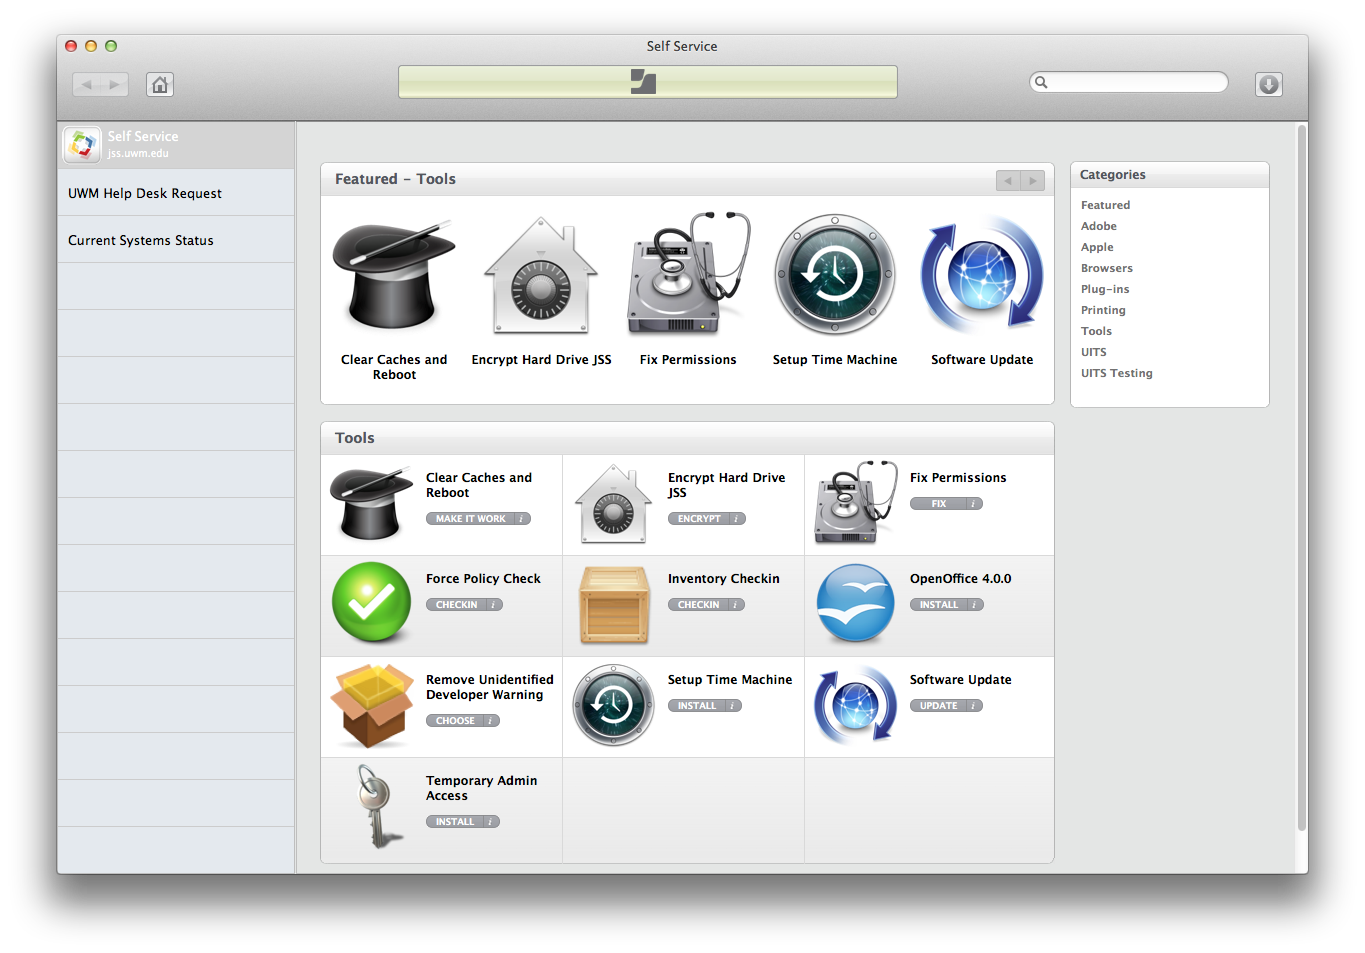 Self Service
Self Service
jss.uwm.edu
UWM Help Desk Request
Current Systems Status
Featured – Tools
Clear Caches and
Reboot
Encrypt Hard Drive JSS
Fix Permissions
Setup Time Machine
Software Update
Categories
Featured
Adobe
Apple
Browsers
Plug-ins
Printing
Tools
UITS
UITS Testing
Tools
Clear Caches and
Reboot
MAKE IT WORK i
Encrypt Hard Drive
JSS
ENCRYPT i
Fix Permissions
FIX i
Force Policy Check
CHECKIN i
Inventory Checkin
CHECKIN i
OpenOffice 4.0.0
INSTALL i
Remove Unidentified
Developer Warning
CHOOSE i
Setup Time Machine
INSTALL i
Software Update
UPDATE i
Temporary Admin
Access
INSTALL i